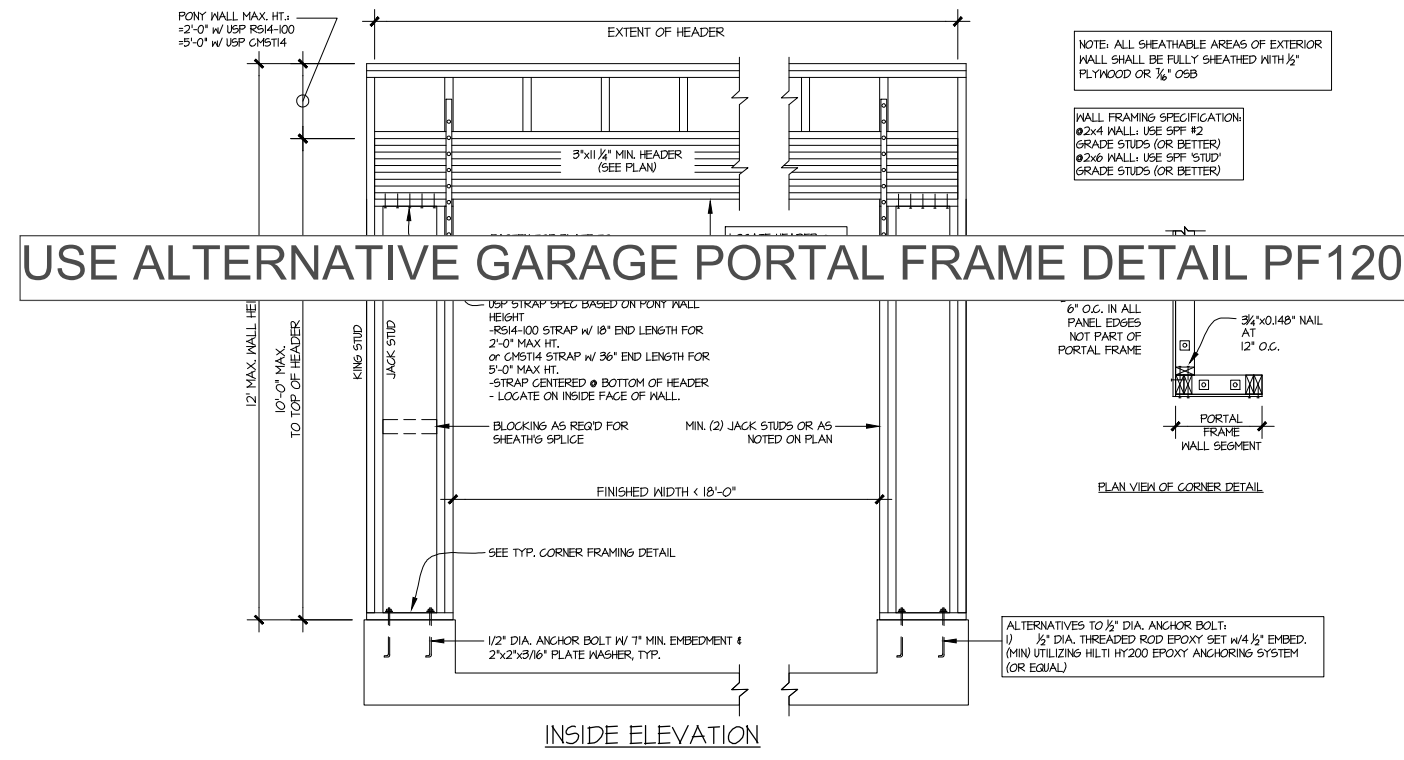 PONY WALL MAX. HT.:
=2'-0" W/ USP RS14-100
=5'-0" W/ USP CMST14
EXTENT OF HEADER
NOTE: ALL SHEATHABLE AREAS OF EXTERIOR
WALL SHALL BE FULLY SHEATHED WITH ½"
PLYWOOD OR 7/16" OSB
WALL FRAMING SPECIFICATION:
@2x4 WALL: USE SPF #2
GRADE STUDS (OR BETTER)
@2x6 WALL: USE SPF 'STUD'
GRADE STUDS (OR BETTER)
3"x11 ¼" MIN. HEADER
(SEE PLAN)
USE ALTERNATIVE GARAGE PORTAL FRAME DETAIL PF120
12' MAX. WALL
10'-0" MAX.
TO TOP OF HEADER
KING STUD
JACK STUD
USP STRAP SPEC BASED ON PONY WALL
HEIGHT
-RS14-100 STRAP W/ 18" END LENGTH FOR
2'-0" MAX HT.
or CMST14 STRAP W/ 36" END LENGTH FOR
5'-0" MAX HT.
-STRAP CENTERED @ BOTTOM OF HEADER
- LOCATE ON INSIDE FACE OF WALL.
BLOCKING AS REQ'D FOR
SHEATH'G SPLICE
MIN. (2) JACK STUDS OR AS
NOTED ON PLAN
FINISHED WIDTH < 18'-0"
SEE TYP. CORNER FRAMING DETAIL
1/2" DIA. ANCHOR BOLT W/ 7" MIN. EMBEDMENT &
2"x2"x3/16" PLATE WASHER, TYP.
INSIDE ELEVATION
6" O.C. IN ALL
PANEL EDGES
NOT PART OF
PORTAL FRAME
3¼"x0.148" NAIL
AT
12" O.C.
PORTAL
FRAME
WALL SEGMENT
PLAN VIEW OF CORNER DETAIL
ALTERNATIVES TO ½" DIA. ANCHOR BOLT:
1) ½" DIA. THREADED ROD EPOXY SET W/4 ½" EMBED.
(MIN) UTILIZING HILTI HY200 EPOXY ANCHORING SYSTEM
(OR EQUAL)